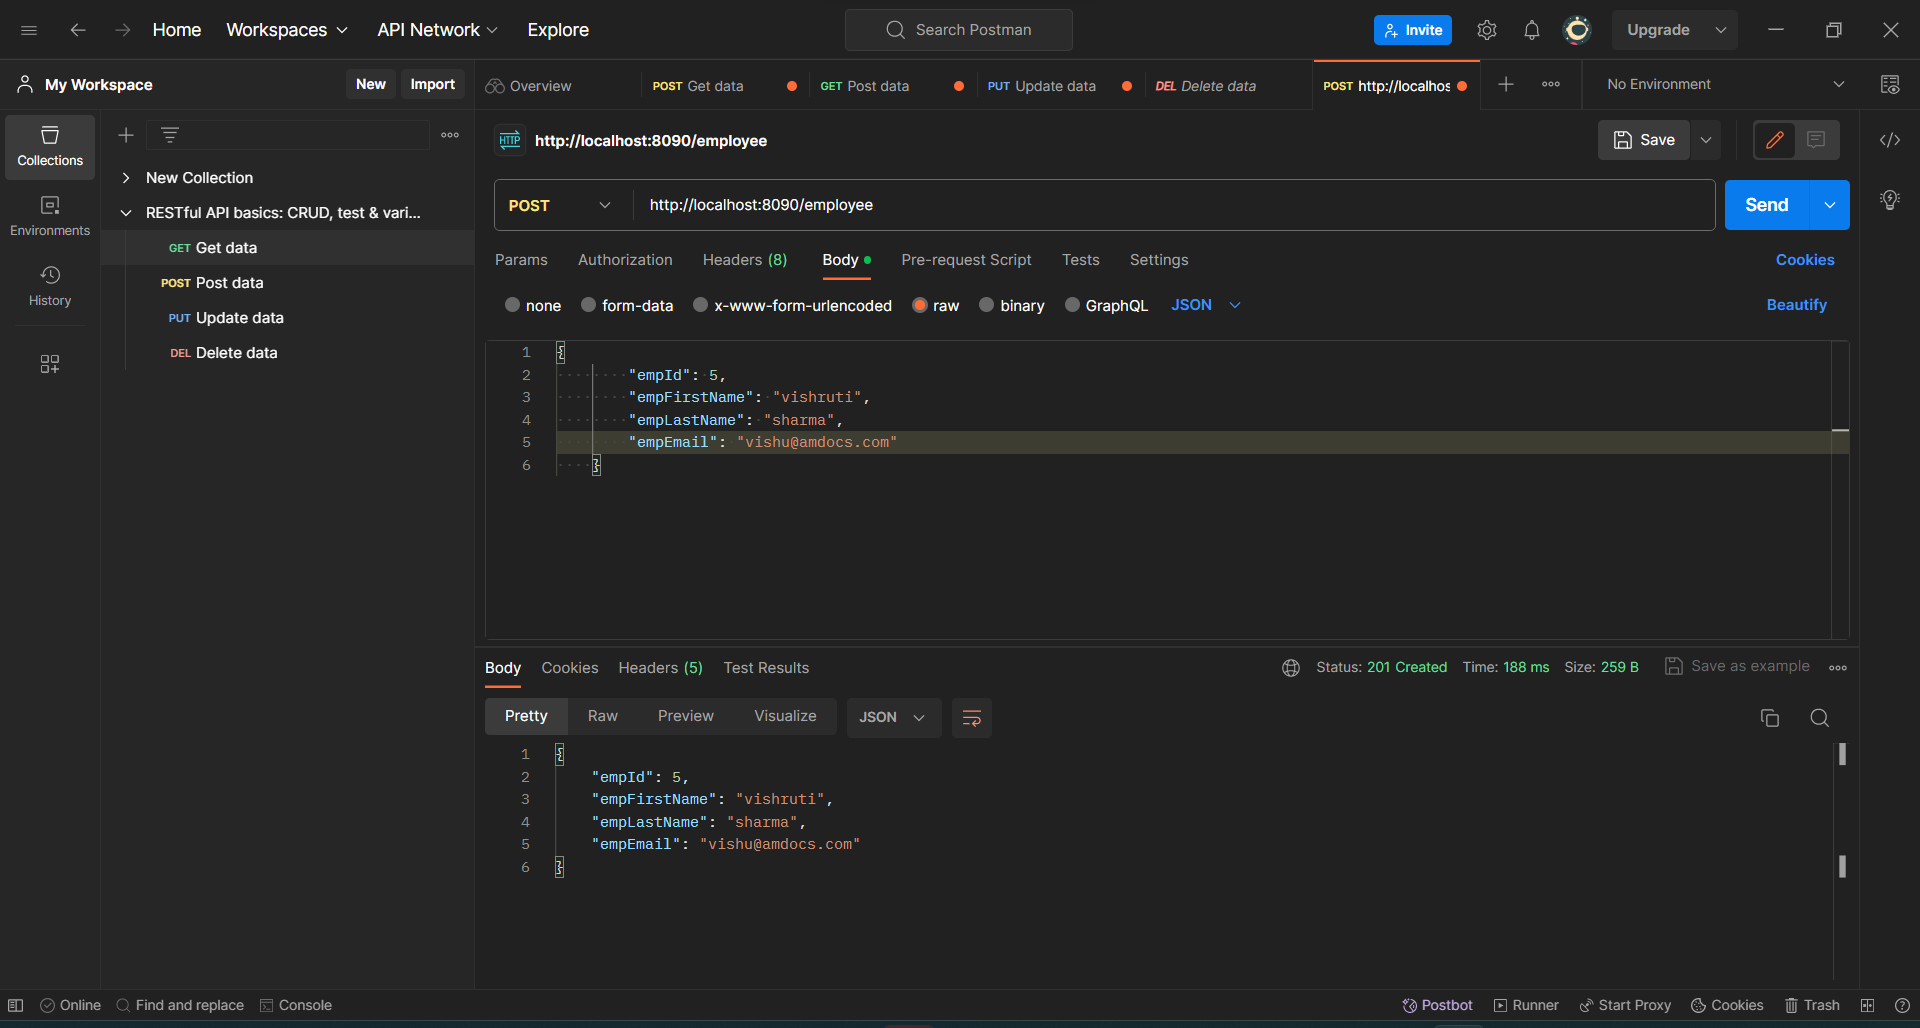 Home Workspaces API Network Explore Search Postman Invite Upgrade
My Workspace New Import Overview POST Get data GET Post data PUT Update data DEL Delete data POST http://localhos No Environment
Collections
Environments
History
New Collection
RESTful API basics: CRUD, test & vari...
GET Get data
POST Post data
PUT Update data
DEL Delete data
HTTP http://localhost:8090/employee Save
POST http://localhost:8090/employee Send
Params Authorization Headers (8) Body Pre-request Script Tests Settings Cookies
none form-data x-www-form-urlencoded raw binary GraphQL JSON Beautify
1 {
2 "empId": 5,
3 "empFirstName": "vishruti",
4 "empLastName": "sharma",
5 "empEmail": "vishu@amdocs.com"
6 }
Body Cookies Headers (5) Test Results Status: 201 Created Time: 188 ms Size: 259 B Save as example
Pretty Raw Preview Visualize JSON
1 {
2 "empId": 5,
3 "empFirstName": "vishruti",
4 "empLastName": "sharma",
5 "empEmail": "vishu@amdocs.com"
6 }
Online Find and replace Console Postbot Runner Start Proxy Cookies Trash